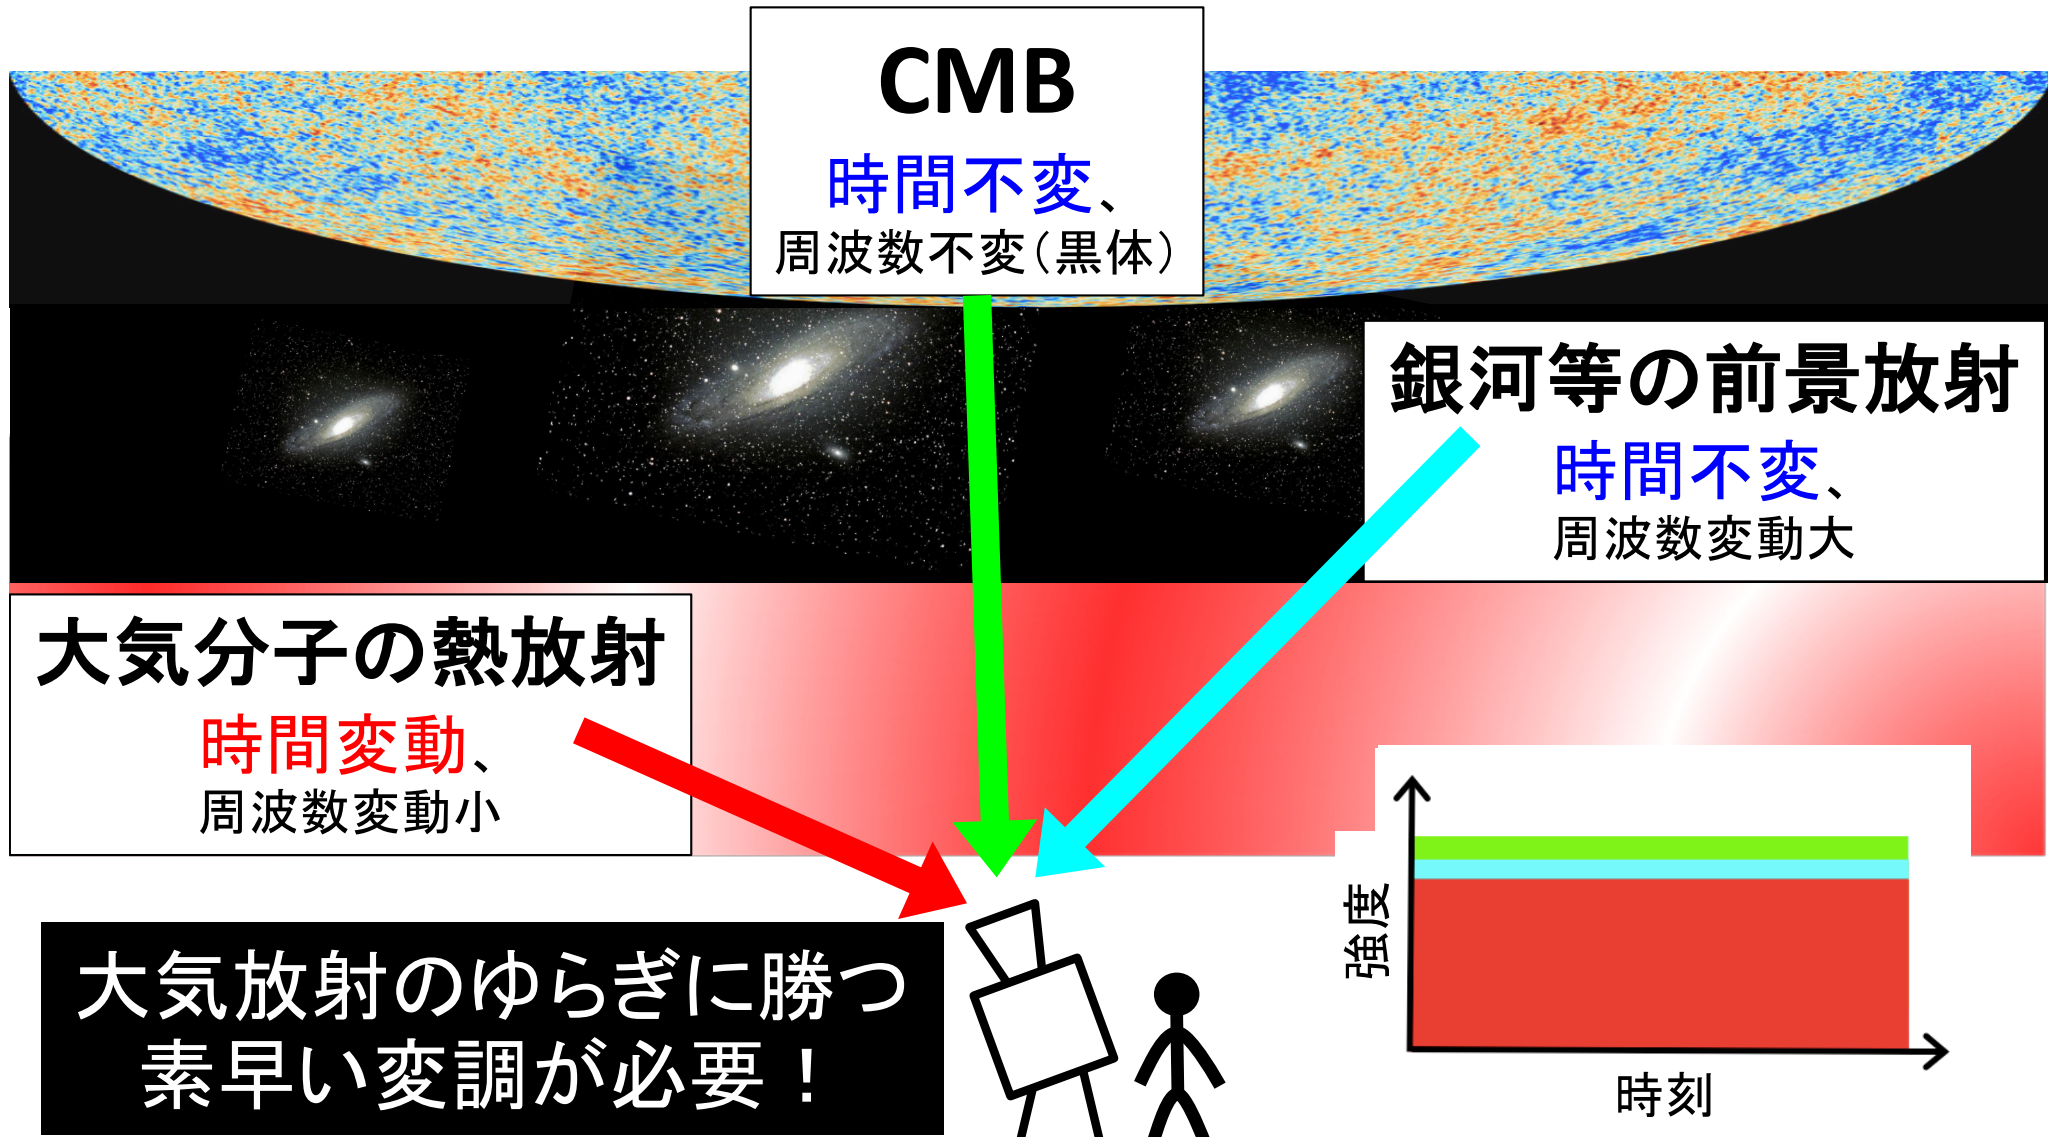 CMB
時間不変、
周波数不変（黒体）
銀河等の前景放射
時間不変、
周波数変動大
大気分子の熱放射
時間変動、
周波数変動小
大気放射のゆらぎに勝つ
素早い変調が必要！
強度
時刻